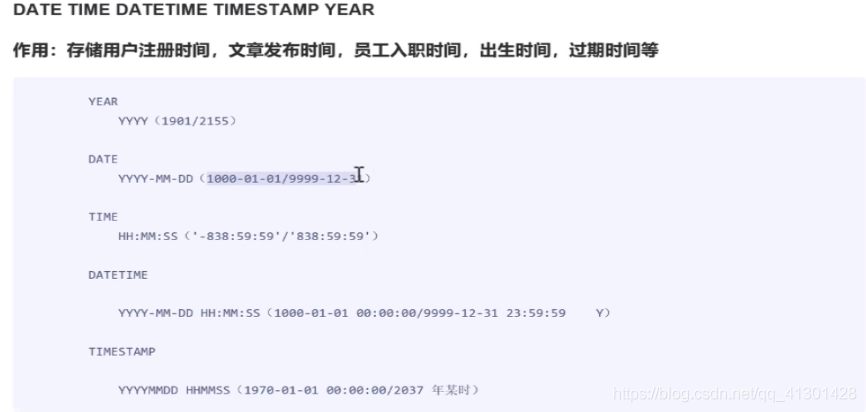 DATE TIME DATETIME TIMESTAMP YEAR
作用：存储用户注册时间，文章发布时间，员工入职时间，出生时间，过期时间等
YEAR
YYYY（1901/2155）
DATE
YYYY-MM-DD（1000-01-01/9999-12-31）
TIME
HH:MM:SS（'-838:59:59'/'838:59:59'）
DATETIME
YYYY-MM-DD HH:MM:SS（1000-01-01 00:00:00/9999-12-31 23:59:59    Y）
TIMESTAMP
YYYYMMDD HHMMSS（1970-01-01 00:00:00/2037 年某时）
https://blog.csdn.net/qq_41301428